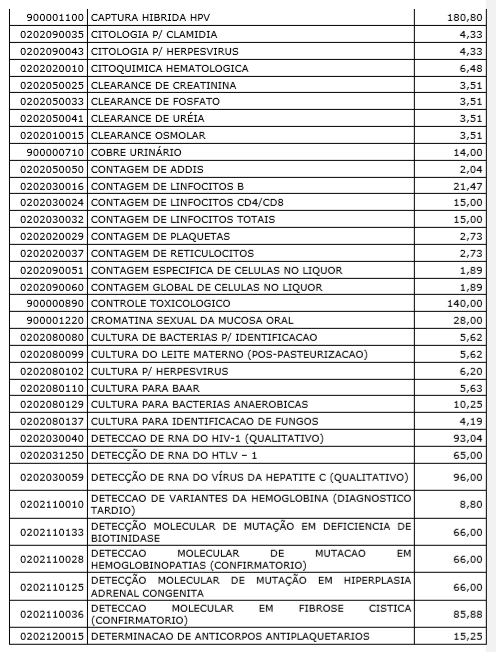 900001100 CAPTURA HIBRIDA HPV 180,80
0202090035 CITOLOGIA P/ CLAMIDIA 4,33
0202090043 CITOLOGIA P/ HERPESVIRUS 4,33
0202020010 CITOQUIMICA HEMATOLOGICA 6,48
0202050025 CLEARANCE DE CREATININA 3,51
0202050033 CLEARANCE DE FOSFATO 3,51
0202050041 CLEARANCE DE URÉIA 3,51
0202010015 CLEARANCE OSMOLAR 3,51
900000710 COBRE URINÁRIO 14,00
0202050050 CONTAGEM DE ADDIS 2,04
0202030016 CONTAGEM DE LINFOCITOS B 21,47
0202030024 CONTAGEM DE LINFOCITOS CD4/CD8 15,00
0202030032 CONTAGEM DE LINFOCITOS TOTAIS 15,00
0202020029 CONTAGEM DE PLAQUETAS 2,73
0202020037 CONTAGEM DE RETICULOCITOS 2,73
0202090051 CONTAGEM ESPECIFICA DE CELULAS NO LIQUOR 1,89
0202090060 CONTAGEM GLOBAL DE CELULAS NO LIQUOR 1,89
900000890 CONTROLE TOXICOLOGICO 140,00
900001220 CROMATINA SEXUAL DA MUCOSA ORAL 28,00
0202080080 CULTURA DE BACTERIAS P/ IDENTIFICACAO 5,62
0202080099 CULTURA DO LEITE MATERNO (POS-PASTEURIZACAO) 5,62
0202080102 CULTURA P/ HERPESVIRUS 6,20
0202080110 CULTURA PARA BAAR 5,63
0202080129 CULTURA PARA BACTERIAS ANAEROBICAS 10,25
0202080137 CULTURA PARA IDENTIFICACAO DE FUNGOS 4,19
0202030040 DETECCAO DE RNA DO HIV-1 (QUALITATIVO) 93,04
0202031250 DETECÇÃO DE RNA DO HTLV – 1 65,00
0202030059 DETECÇÃO DE RNA DO VÍRUS DA HEPATITE C (QUALITATIVO) 96,00
0202110010 DETECCAO DE VARIANTES DA HEMOGLOBINA (DIAGNOSTICO TARDIO) 8,80
0202110133 DETECÇÃO MOLECULAR DE MUTAÇÃO EM DEFICIENCIA DE BIOTINIDASE 66,00
0202110028 DETECCAO MOLECULAR DE MUTACAO EM HEMOGLOBINOPATIAS (CONFIRMATORIO) 66,00
0202110125 DETECÇÃO MOLECULAR DE MUTAÇÃO EM HIPERPLASIA ADRENAL CONGENITA 66,00
0202110036 DETECCAO MOLECULAR EM FIBROSE CISTICA (CONFIRMATORIO) 85,88
0202120015 DETERMINACAO DE ANTICORPOS ANTIPLAQUETARIOS 15,25